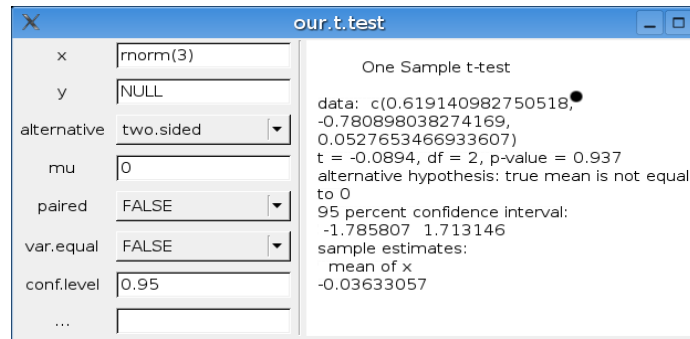 our.t.test
x rnorm(3)
y NULL
alternative two.sided
mu 0
paired FALSE
var.equal FALSE
conf.level 0.95
...
One Sample t-test
data: c(0.619140982750518,
-0.780898038274169,
0.0527653466933607)
t = -0.0894, df = 2, p-value = 0.937
alternative hypothesis: true mean is not equal
to 0
95 percent confidence interval:
-1.785807 1.713146
sample estimates:
mean of x
-0.03633057